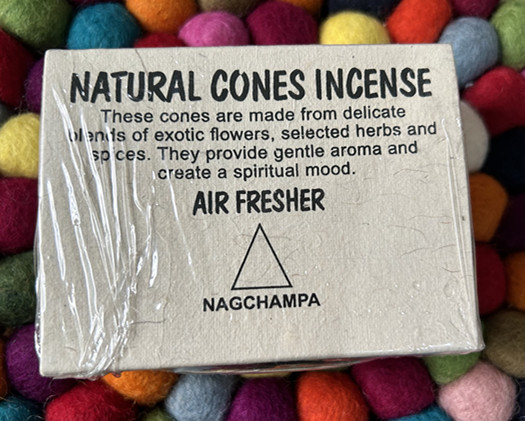 NATURAL CONES INCENSE
These cones are made from delicate
blends of exotic flowers, selected herbs and
spices. They provide gentle aroma and
create a spiritual mood.
AIR FRESHER
NAGCHAMPA